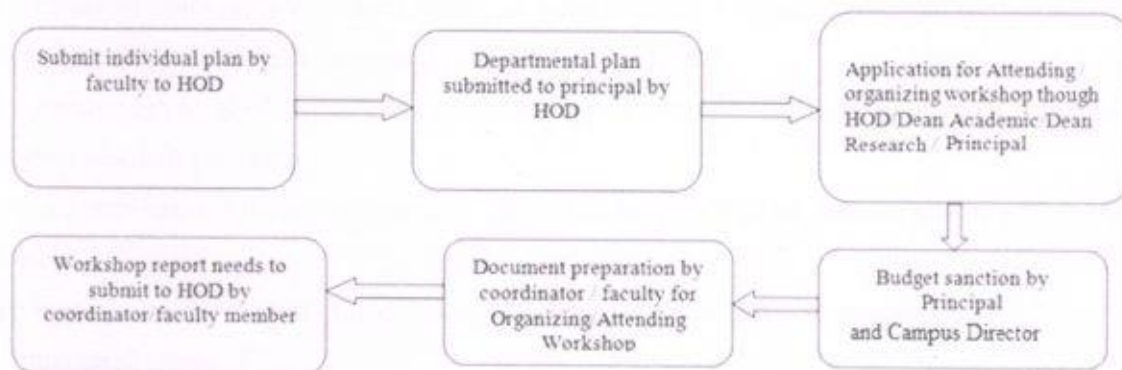 Submit individual plan by
faculty to HOD
Departmental plan
submitted to principal by
HOD
Application for Attending /
organizing workshop though
HOD Dean Academic Dean
Research / Principal
Budget sanction by
Principal
and Campus Director
Document preparation by
coordinator / faculty for
Organizing Attending
Workshop
Workshop report needs to
submit to HOD by
coordinator/faculty member